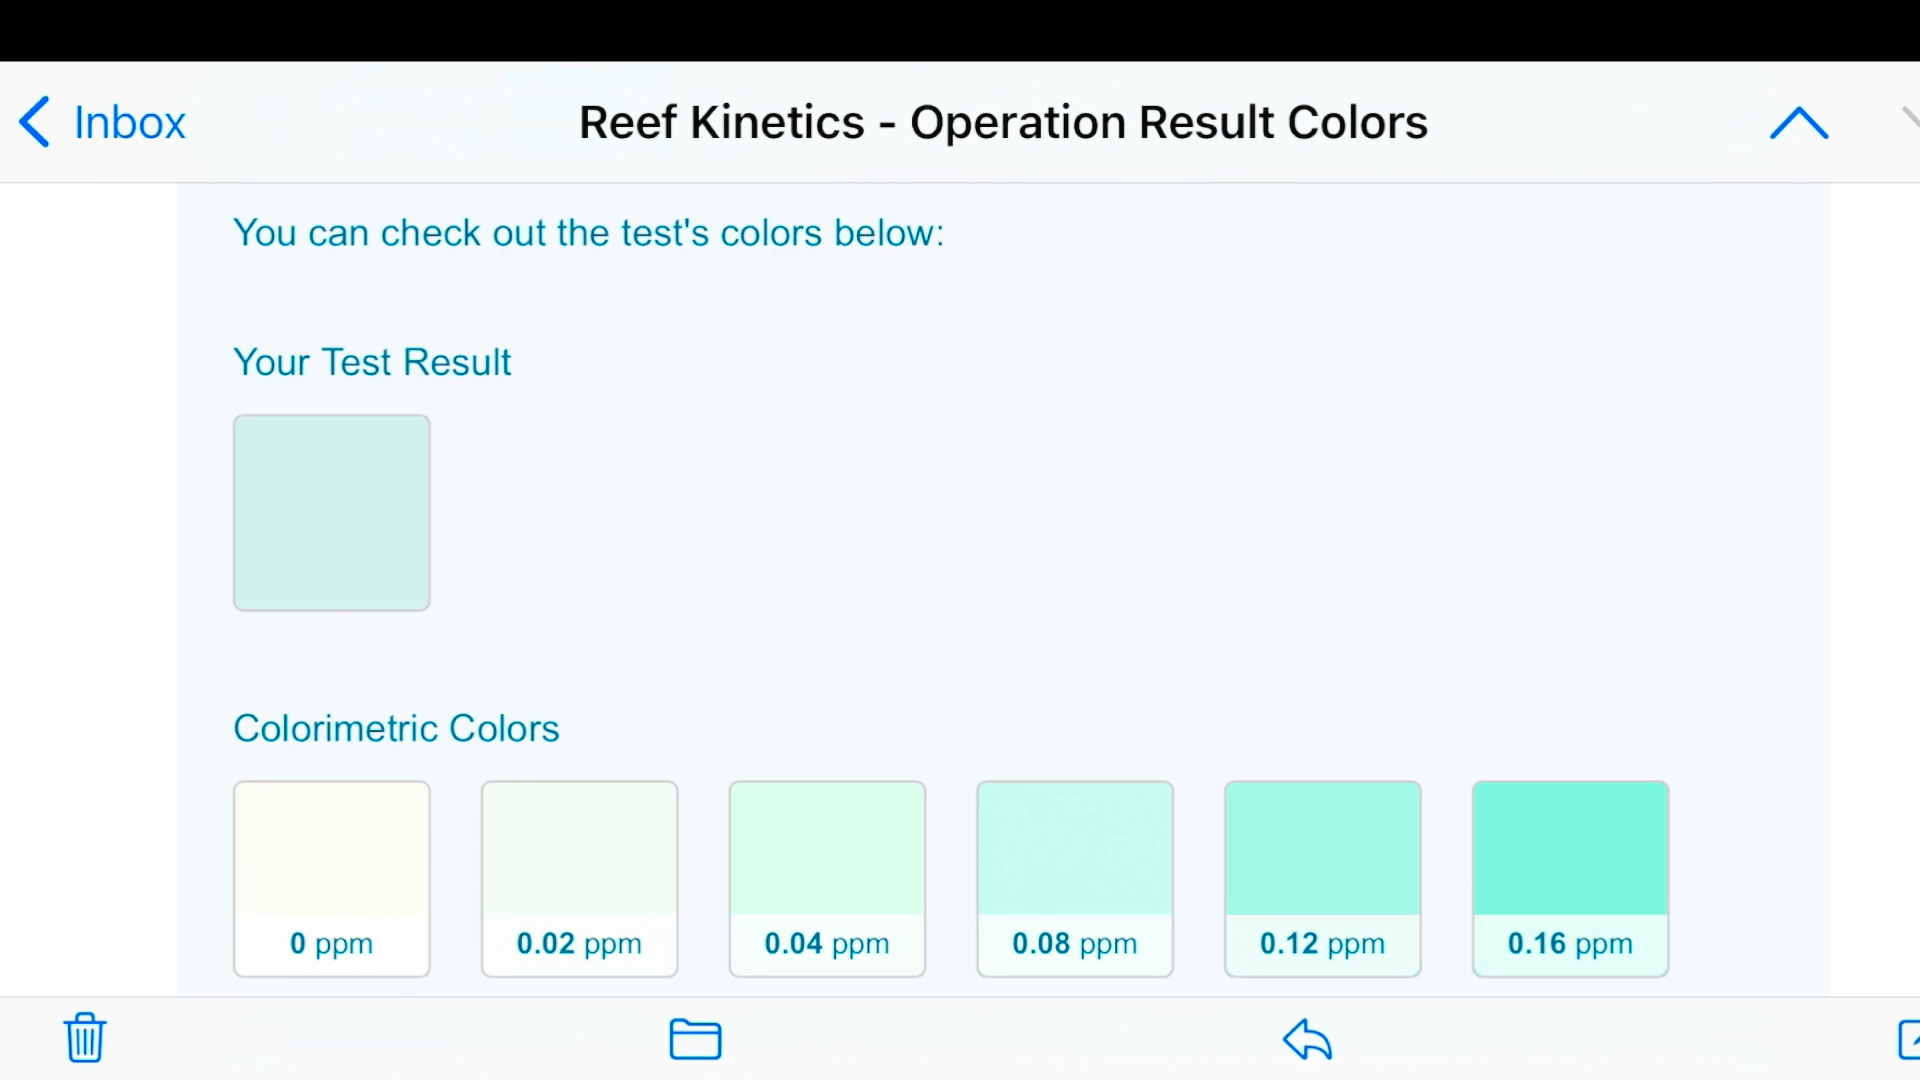 Inbox
Reef Kinetics - Operation Result Colors
You can check out the test's colors below:
Your Test Result
Colorimetric Colors
0 ppm
0.02 ppm
0.04 ppm
0.08 ppm
0.12 ppm
0.16 ppm